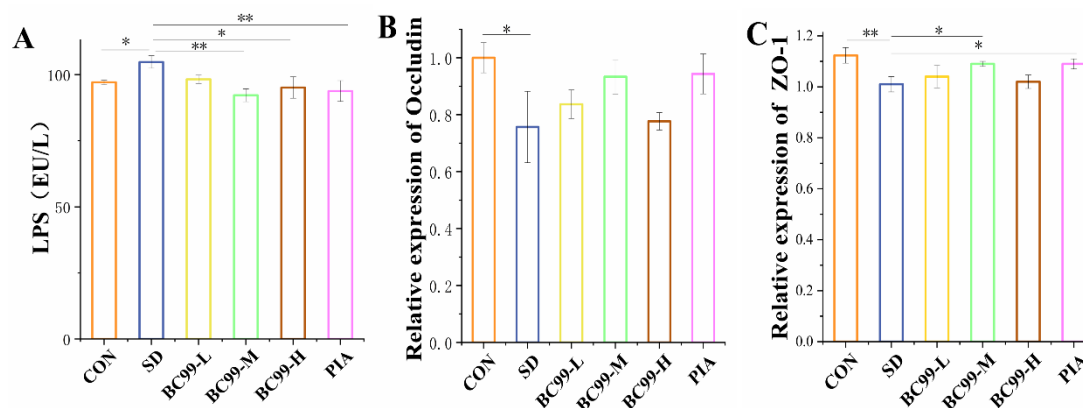 A
LPS（EU/L）
100
50
0
*
**
*
**
CON
SD
BC99-L
BC99-M
BC99-H
PIA
B
Relative expression of Occludin
1.0
0.8
0.6
0.4
0.2
0.0
*
CON
SD
BC99-L
BC99-M
BC99-H
PIA
C
Relative expression of ZO-1
1.2
1.0
0.8
0.6
0.4
0.2
0.0
**
*
*
CON
SD
BC99-L
BC99-M
BC99-H
PIA